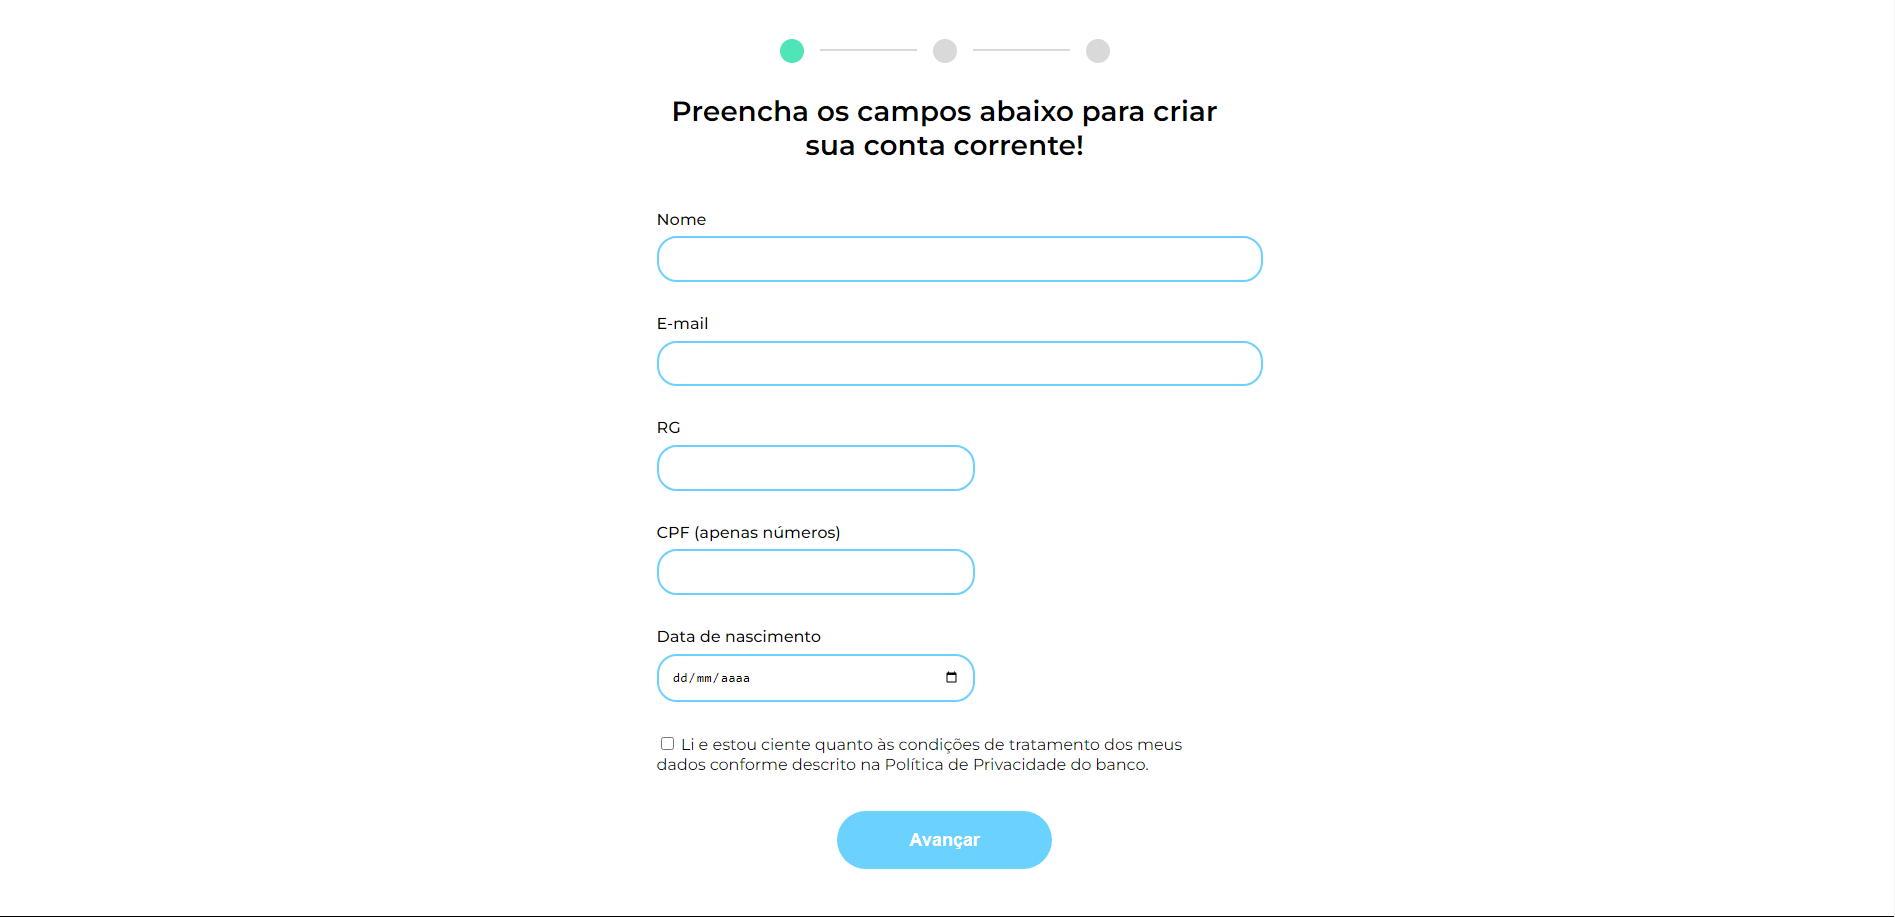 Preencha os campos abaixo para criar
sua conta corrente!
Nome
E-mail
RG
CPF (apenas números)
Data de nascimento
dd/mm/aaaa
Li e estou ciente quanto às condições de tratamento dos meus
dados conforme descrito na Política de Privacidade do banco.
Avançar